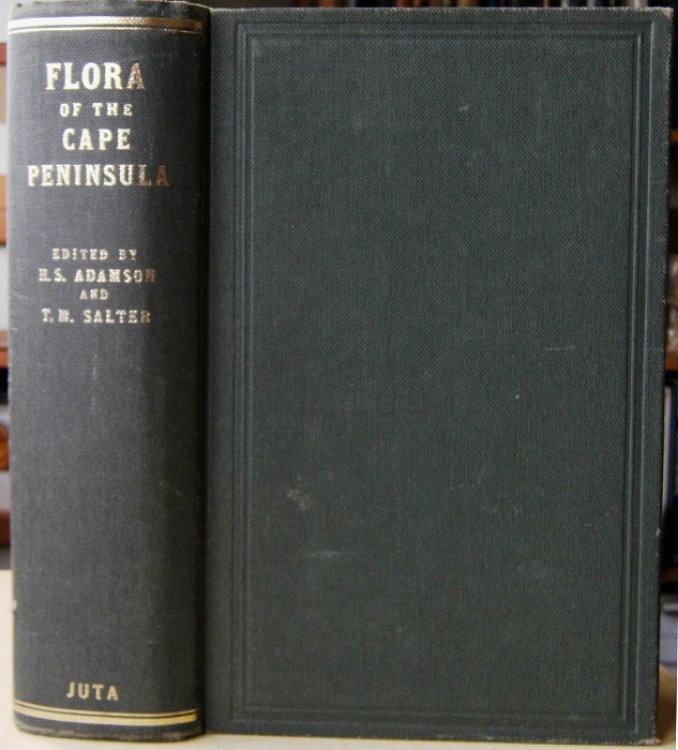 FLORA
OF THE
CAPE
PENINSULA
EDITED BY
R.S. ADAMSON
AND
T. M. SALTER
JUTA